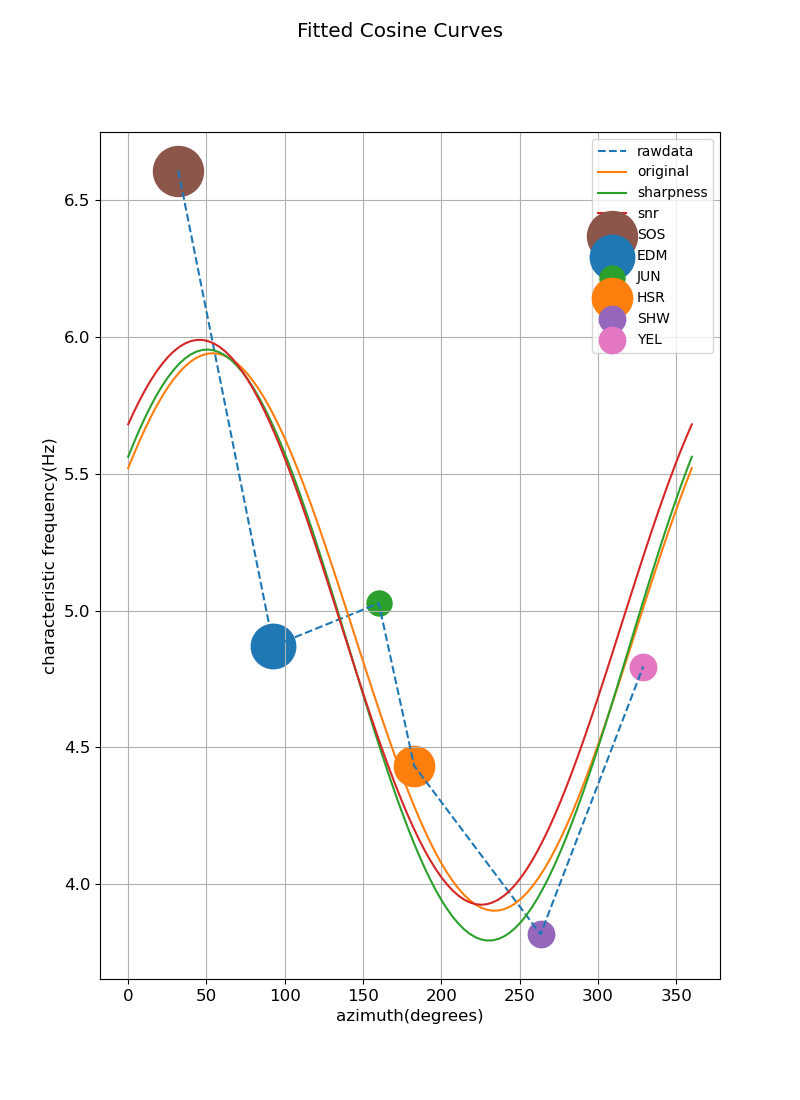 Fitted Cosine Curves
rawdata
original
sharpness
snr
SOS
EDM
JUN
HSR
SHW
YEL
characteristic frequency(Hz)
6.5
6.0
5.5
5.0
4.5
4.0
0 50 100 150 200 250 300 350
azimuth(degrees)